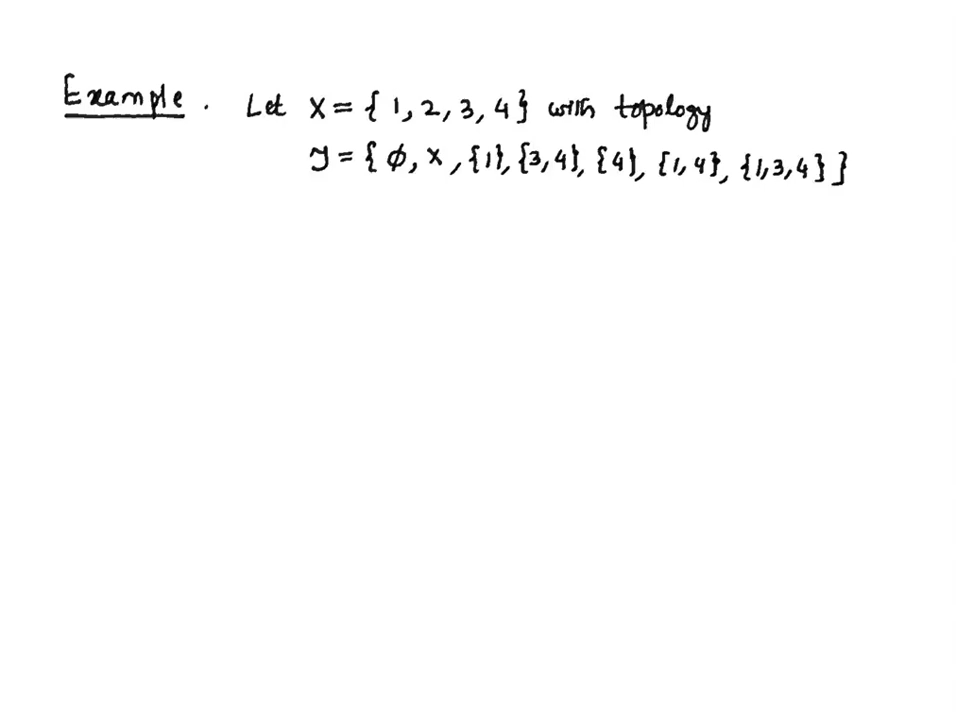 Example. Let X = { 1, 2, 3, 4 } with topology
𝒯 = { ϕ, X, {1}, {3,4}, {4}, {1,4}, {1,3,4} }